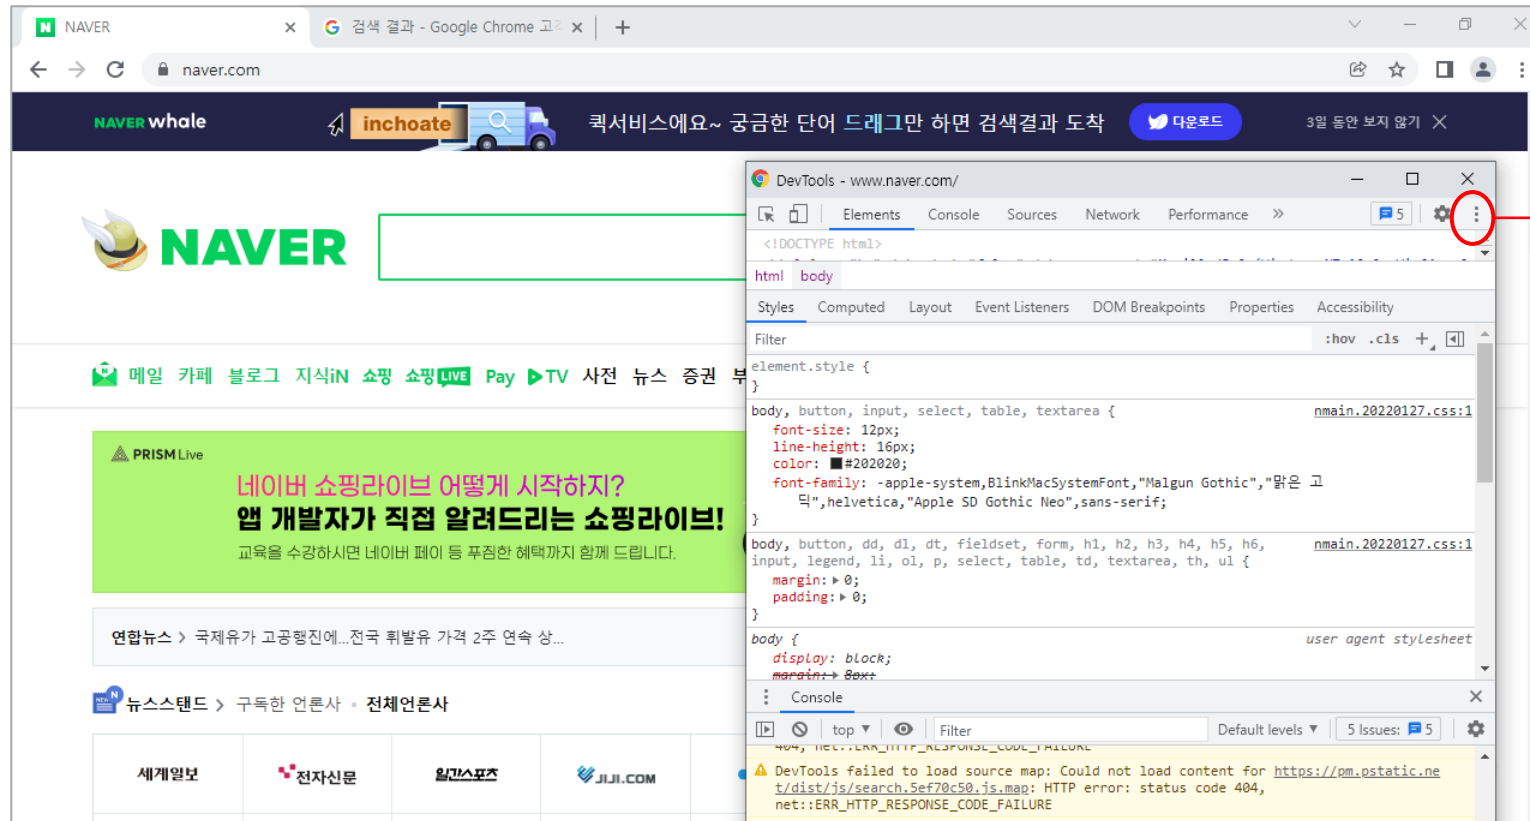 NAVER
검색 결과 - Google Chrome 고객
naver.com
NAVER whale
inchoate
퀵서비스에요~ 궁금한 단어 드래그만 하면 검색결과 도착
다운로드
3일 동안 보지 않기
DevTools - www.naver.com/
Elements Console Sources Network Performance » 5
<!DOCTYPE html>
html body
NAVER
Styles Computed Layout Event Listeners DOM Breakpoints Properties Accessibility
Filter :hov .cls +
element.style {
}
메일 카페 블로그 지식iN 쇼핑 쇼핑LIVE Pay TV 사전 뉴스 증권
body, button, input, select, table, textarea { nmain.20220127.css:1
font-size: 12px;
line-height: 16px;
color: #202020;
font-family: -apple-system,BlinkMacSystemFont,"Malgun Gothic","맑은 고
딕",helvetica,"Apple SD Gothic Neo",sans-serif;
}
PRISM Live
네이버 쇼핑라이브 어떻게 시작하지?
앱 개발자가 직접 알려드리는 쇼핑라이브!
교육을 수강하시면 네이버 페이 등 푸짐한 혜택까지 함께 드립니다.
body, button, dd, dl, dt, fieldset, form, h1, h2, h3, h4, h5, h6, nmain.20220127.css:1
input, legend, li, ol, p, select, table, td, textarea, th, ul {
margin: 0;
padding: 0;
}
연합뉴스 > 국제유가 고공행진에...전국 휘발유 가격 2주 연속 상...
body { user agent stylesheet
display: block;
margin: 8px;
NEW N 뉴스스탠드 > 구독한 언론사 • 전체언론사
Console
top Filter Default levels 5 Issues: 5
404, net::ERR_HTTP_RESPONSE_CODE_FAILURE
DevTools failed to load source map: Could not load content for https://pm.pstatic.ne
t/dist/js/search.5ef70c50.js.map: HTTP error: status code 404,
net::ERR_HTTP_RESPONSE_CODE_FAILURE
세계일보 전자신문 일간스포츠 JIJI.COM